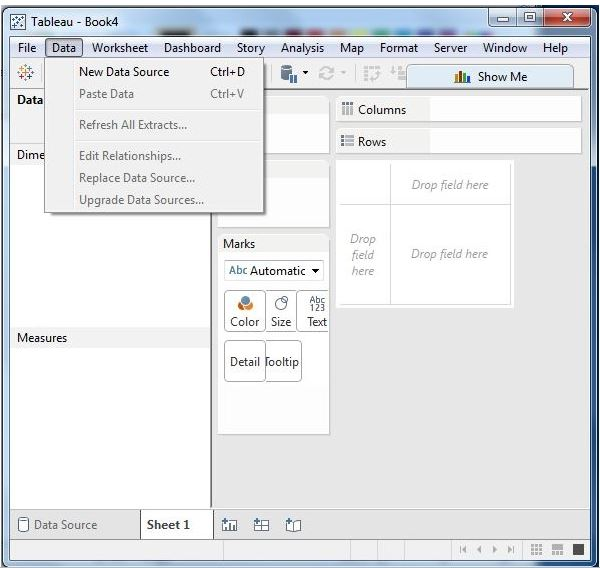 Tableau - Book4
File Data Worksheet Dashboard Story Analysis Map Format Server Window Help
New Data Source Ctrl+D
Paste Data Ctrl+V
Refresh All Extracts...
Edit Relationships...
Replace Data Source...
Upgrade Data Sources...
Show Me
Data
Dime
Measures
Columns
Rows
Drop field here
Drop
field
here
Drop field here
Marks
Abc Automatic
Color Size
Abc
123
Text
Detail Tooltip
Data Source Sheet 1